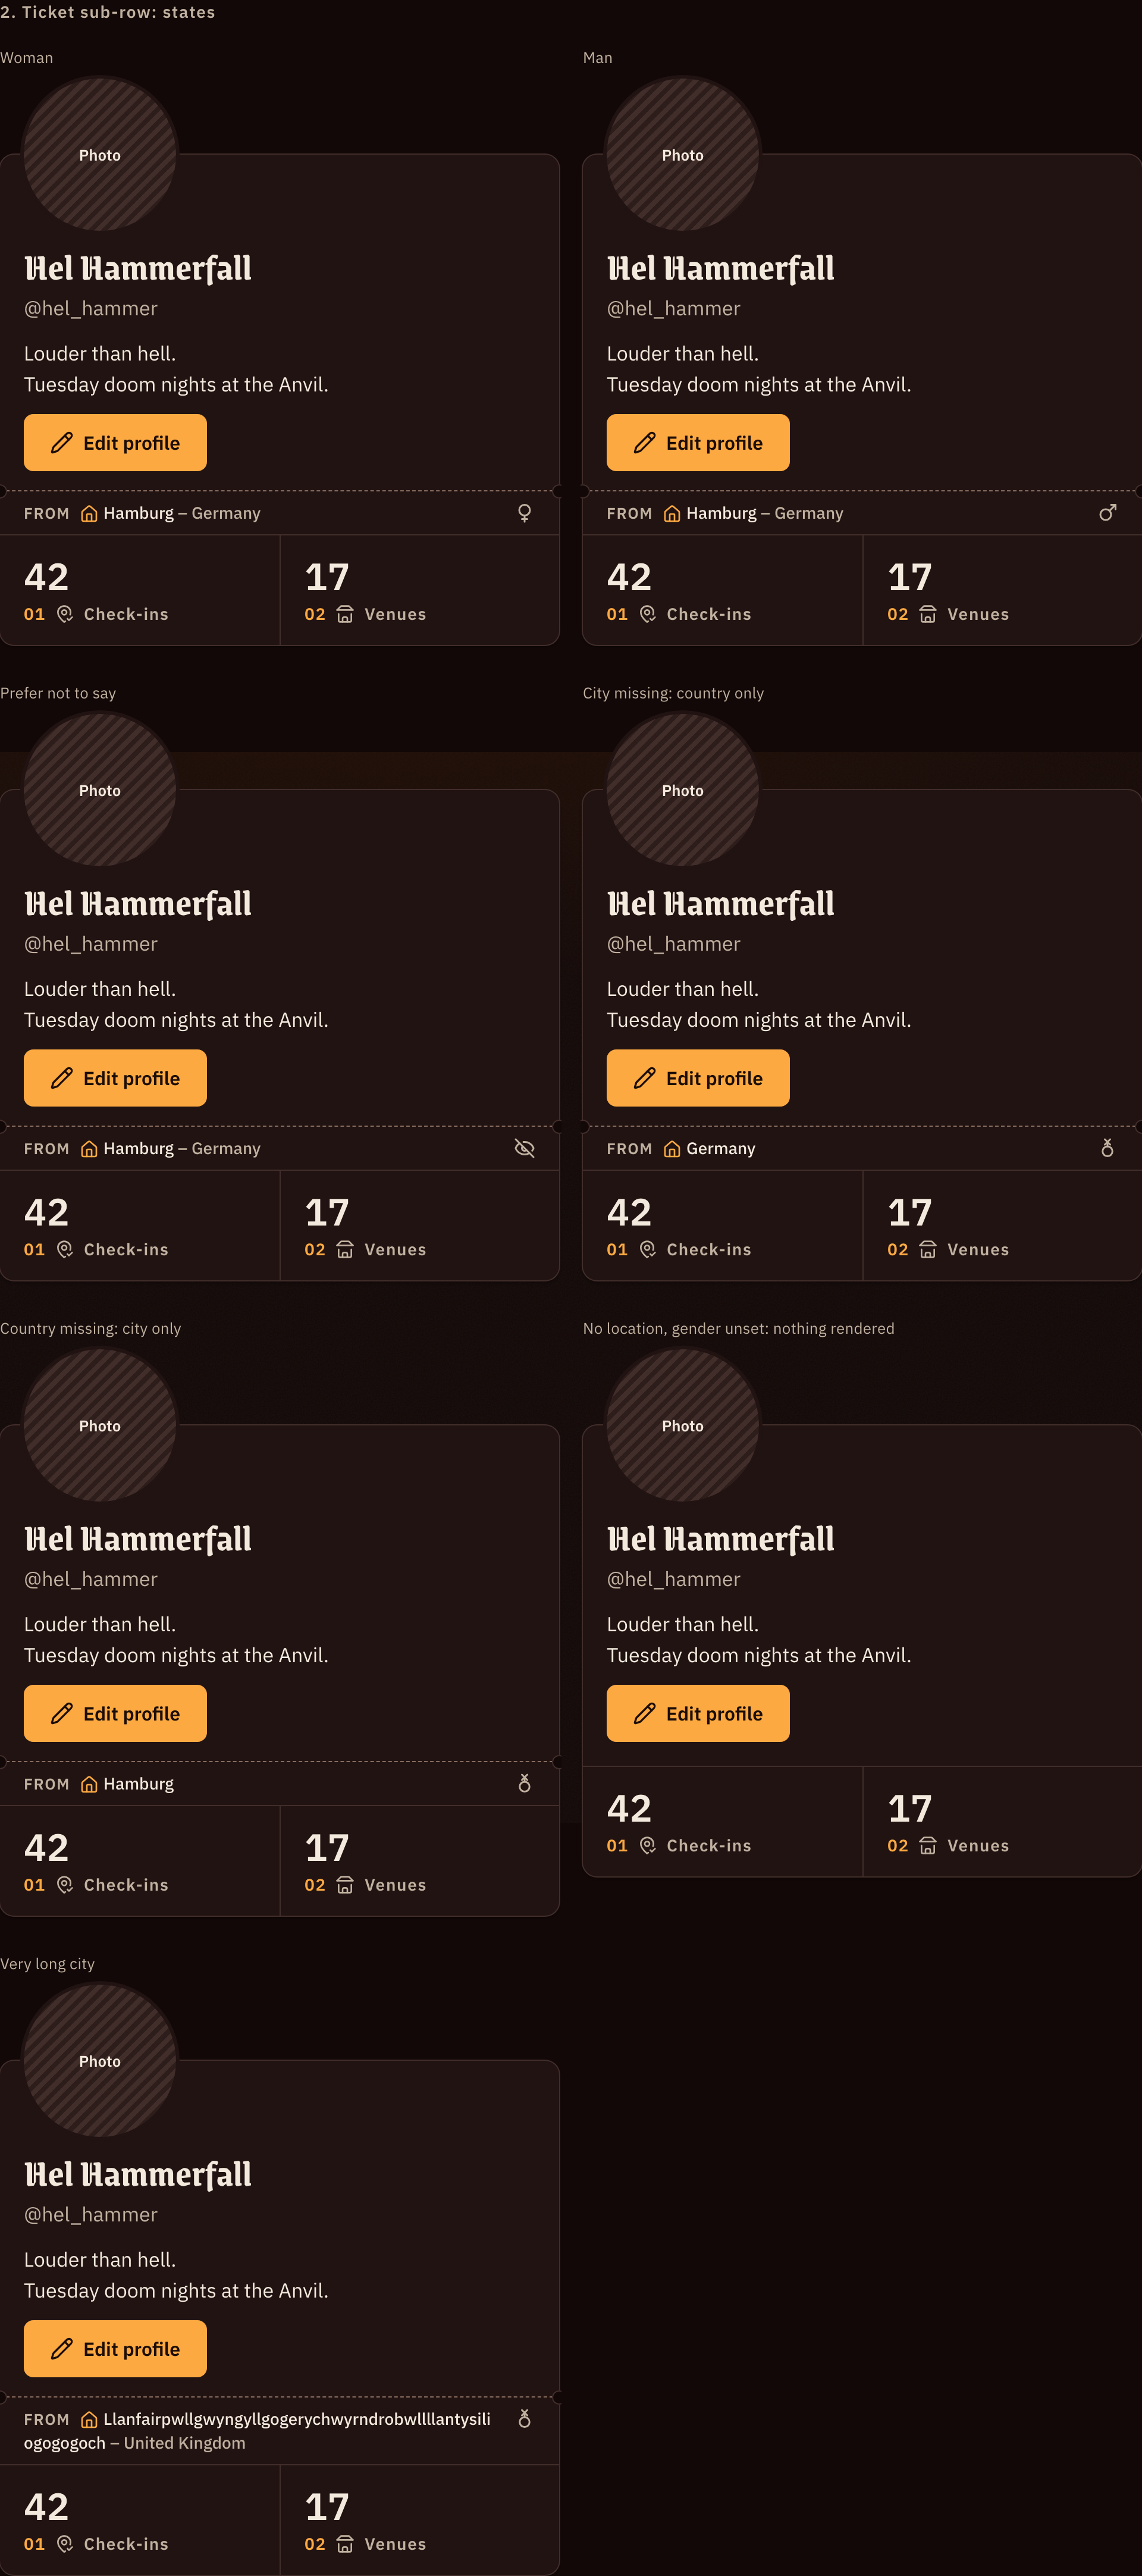 2. Ticket sub-row: states
Woman
Photo
Hel Hammerfall
@hel_hammer
Louder than hell.
Tuesday doom nights at the Anvil.
Edit profile
FROM Hamburg – Germany
42
01 Check-ins
17
02 Venues
Man
Photo
Hel Hammerfall
@hel_hammer
Louder than hell.
Tuesday doom nights at the Anvil.
Edit profile
FROM Hamburg – Germany
42
01 Check-ins
17
02 Venues
Prefer not to say
Photo
Hel Hammerfall
@hel_hammer
Louder than hell.
Tuesday doom nights at the Anvil.
Edit profile
FROM Hamburg – Germany
42
01 Check-ins
17
02 Venues
City missing: country only
Photo
Hel Hammerfall
@hel_hammer
Louder than hell.
Tuesday doom nights at the Anvil.
Edit profile
FROM Germany
42
01 Check-ins
17
02 Venues
Country missing: city only
Photo
Hel Hammerfall
@hel_hammer
Louder than hell.
Tuesday doom nights at the Anvil.
Edit profile
FROM Hamburg
42
01 Check-ins
17
02 Venues
No location, gender unset: nothing rendered
Photo
Hel Hammerfall
@hel_hammer
Louder than hell.
Tuesday doom nights at the Anvil.
Edit profile
42
01 Check-ins
17
02 Venues
Very long city
Photo
Hel Hammerfall
@hel_hammer
Louder than hell.
Tuesday doom nights at the Anvil.
Edit profile
FROM Llanfairpwllgwyngyllgogerychwyrndrobwllllantysili
ogogogoch – United Kingdom
42
01 Check-ins
17
02 Venues